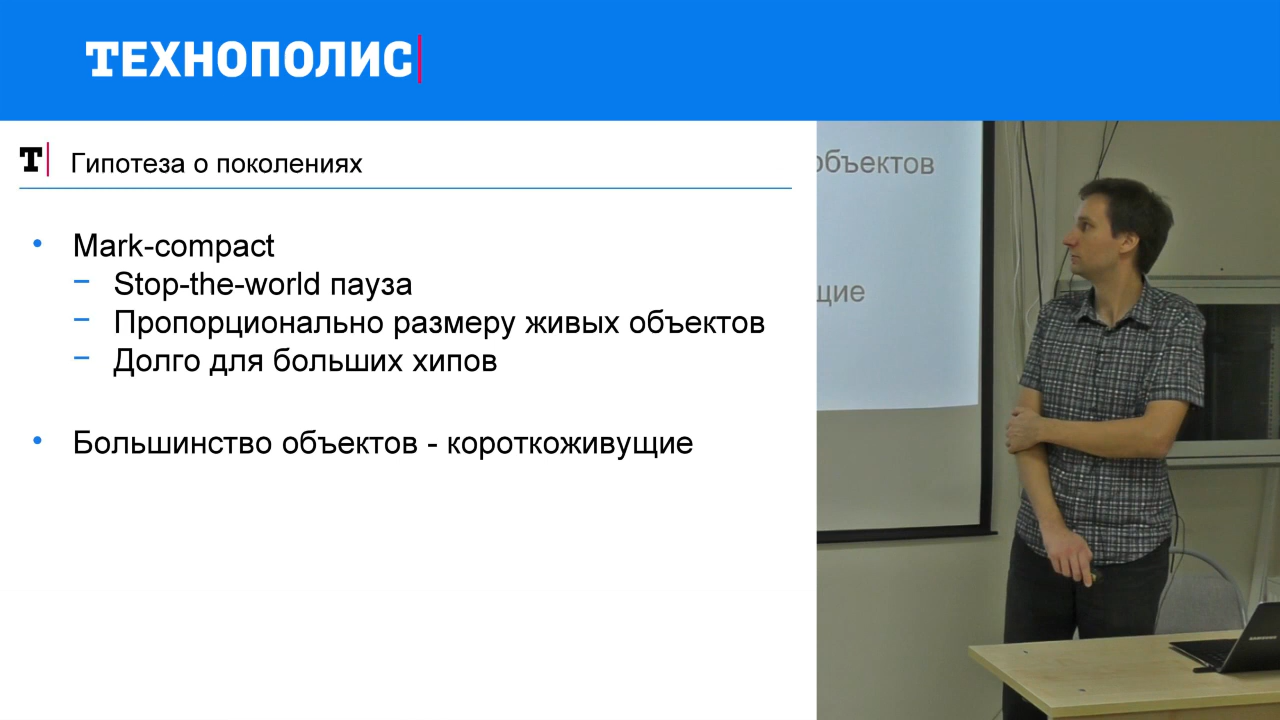 ТЕХНОПОЛИС
Т Гипотеза о поколениях
• Mark-compact
− Stop-the-world пауза
− Пропорционально размеру живых объектов
− Долго для больших хипов
• Большинство объектов - короткоживущие
объектов
щие
SAMSUNG